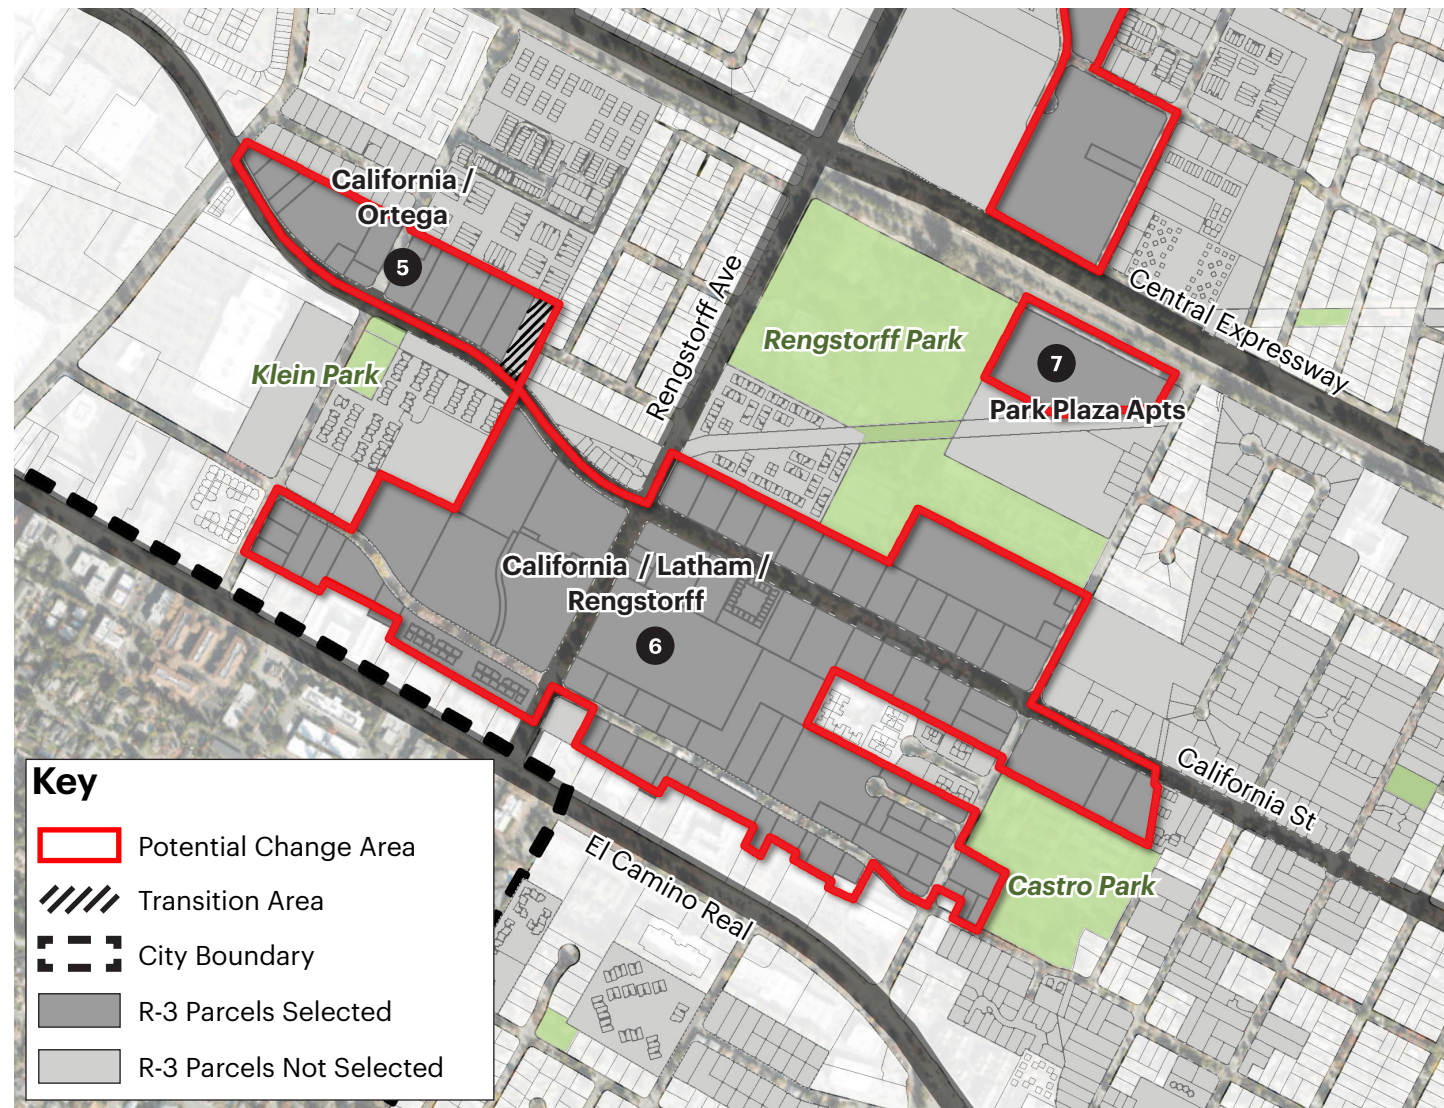 California /
Ortega
5
Rengstorff Ave
Klein Park
Rengstorff Park
Central Expressway
7
Park Plaza Apts
California / Latham /
Rengstorff
6
California St
Castro Park
El Camino Real
Key
Potential Change Area
Transition Area
City Boundary
R-3 Parcels Selected
R-3 Parcels Not Selected